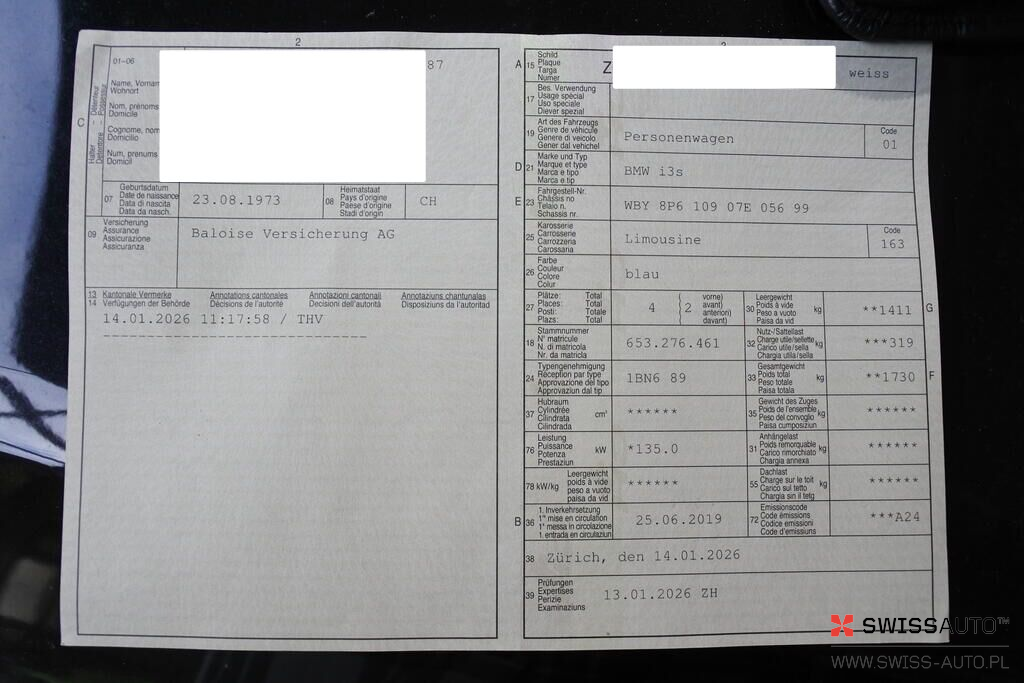 2
01-06
87
Name, Vornam
Wohnort
Nom, prénoms
Domicile
Cognome, nom
Domicilio
Num, prenums
Domicil
C
Halter – Détenteur
Detentore – Possessur
07
Geburtsdatum
Date de naissance
Data di nascita
Data da nasch.
23.08.1973
08
Heimatstaat
Pays d'origine
Paese d'origine
Stadi d'origin
CH
09
Versicherung
Assurance
Assicurazione
Assicuranza
Baloise Versicherung AG
13 Kantonale Vermerke Annotations cantonales Annotazioni cantonali Annotaziuns chantunalas
14 Verfügungen der Behörde Décisions de l'autorité Decisioni dell'autorità Disposiziuns da l'autoritad
14.01.2026 11:17:58 / THV
A
15
Schild
Plaque
Targa
Numer
Z
weiss
17
Bes. Verwendung
Usage spécial
Uso speciale
Diever spezial
19
Art des Fahrzeugs
Genre de véhicule
Genere di veicolo
Gener dal vehichel
Personenwagen
Code
01
D
21
Marke und Typ
Marque et type
Marca e tipo
Marca e tip
BMW i3s
E
23
Fahrgestell-Nr.
Châssis no
Telaio n.
Schassis nr.
WBY 8P6 109 07E 056 99
25
Karosserie
Carrosserie
Carrozzeria
Carossaria
Limousine
Code
163
26
Farbe
Couleur
Colore
Colur
blau
27
Plätze: Total
Places: Total
Posti: Totale
Plazs: Total
4
2
vorne)
avant)
anteriori)
davant)
30
Leergewicht
Poids à vide
Peso a vuoto
Paisa da vid
kg
**1411
G
18
Stammnummer
N° matricule
N. di matricola
Nr. da matricla
653.276.461
32
Nutz-/Sattellast
Charge utile/sellette
Carico utile/sella
Chargia utila/sella
kg
***319
24
Typengenehmigung
Réception par type
Approvazione del tipo
Approvaziun dal tip
1BN6 89
33
Gesamtgewicht
Poids total
Peso totale
Paisa totala
kg
**1730
F
37
Hubraum
Cylindrée
Cilindrata
Cilindrada
cm³
******
35
Gewicht des Zuges
Poids de l'ensemble
Peso del convoglio
Paisa cumposiziun
kg
******
76
Leistung
Puissance
Potenza
Prestaziun
kW
*135.0
31
Anhängelast
Poids remorquable
Carico rimorchiato
Chargia annexa
kg
******
78 kW/kg
Leergewicht
poids à vide
peso a vuoto
paisa da vid
******
55
Dachlast
Charge sur le toit
Carico sul tetto
Chargia sin il tetg
kg
******
B
36
1. Inverkehrsetzung
1re mise en circulation
1a messa in circolazione
1. entrada en circulaziun
25.06.2019
72
Emissionscode
Code émissions
Codice emissioni
Code d'emissiuns
***A24
38
Zürich, den 14.01.2026
39
Prüfungen
Expertises
Perizie
Examinaziuns
13.01.2026 ZH
SWISSAUTO™
WWW.SWISS-AUTO.PL